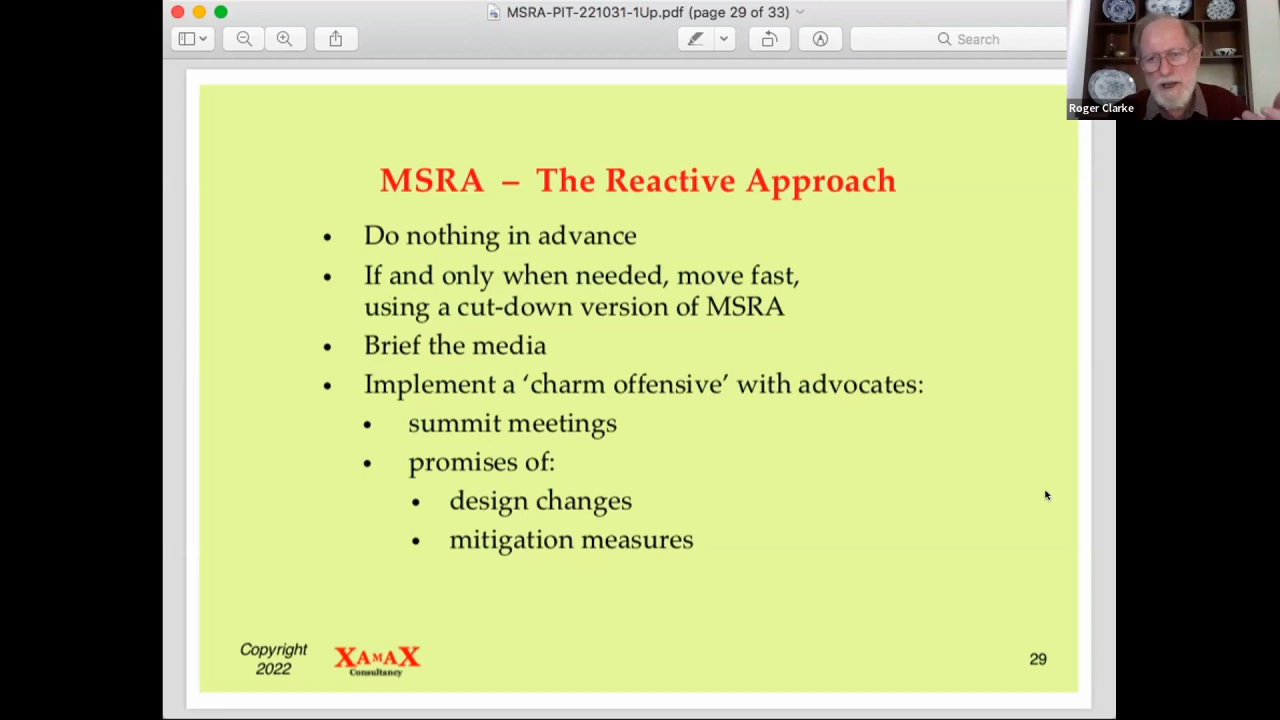 MSRA-PIT-221031-1Up.pdf (page 29 of 33)
Search
Roger Clarke
MSRA – The Reactive Approach
• Do nothing in advance
• If and only when needed, move fast,
using a cut-down version of MSRA
• Brief the media
• Implement a ‘charm offensive’ with advocates:
• summit meetings
• promises of:
• design changes
• mitigation measures
Copyright
2022
XAMAX
Consultancy
29